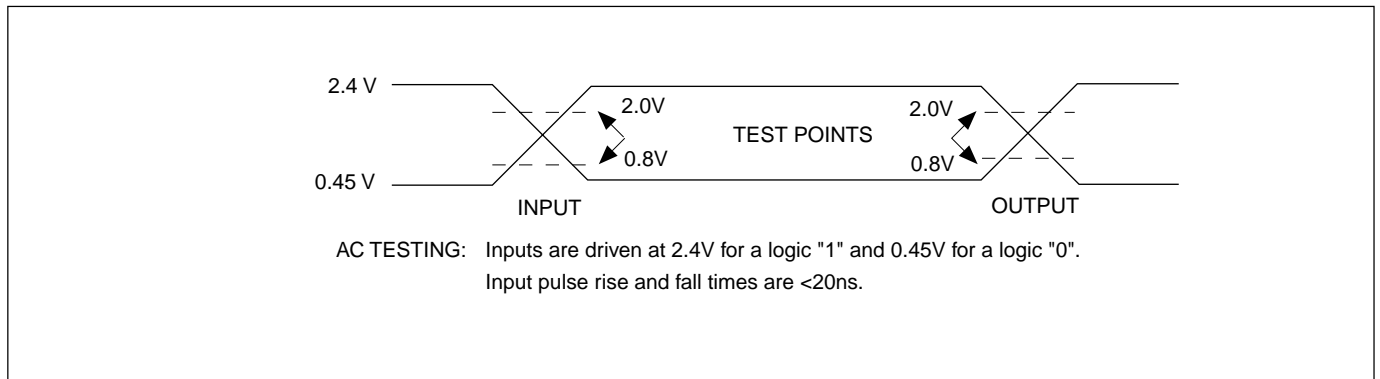 2.4 V
2.0V
2.0V
TEST POINTS
0.8V
0.8V
0.45 V
INPUT
OUTPUT
AC TESTING: Inputs are driven at 2.4V for a logic "1" and 0.45V for a logic "0".
Input pulse rise and fall times are <20ns.